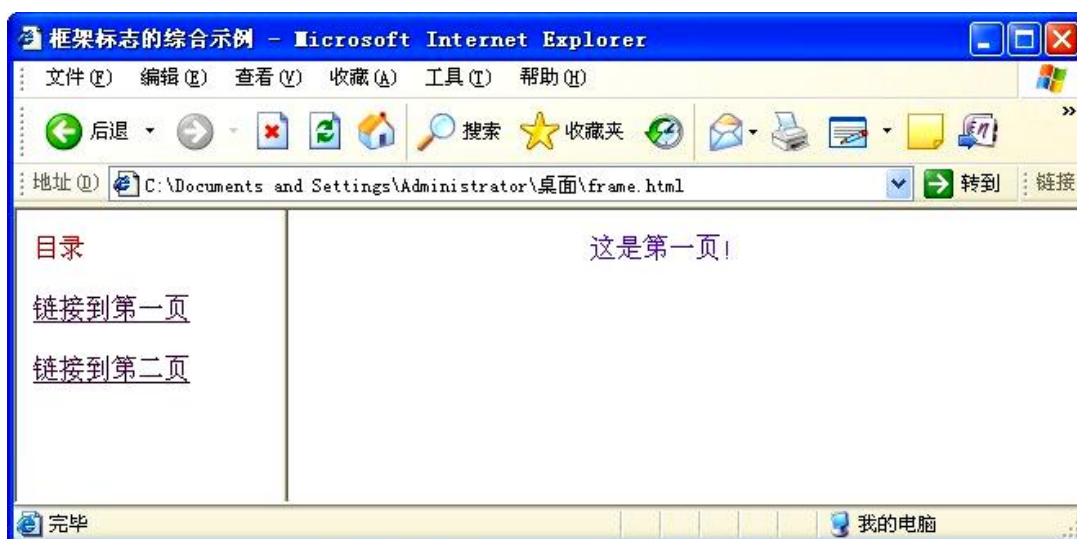 框架标志的综合示例 - Microsoft Internet Explorer
文件(F) 编辑(E) 查看(V) 收藏(A) 工具(T) 帮助(H)
后退 搜索 收藏夹 »
地址(D) C:\Documents and Settings\Administrator\桌面\frame.html 转到 链接
目录
这是第一页!
链接到第一页
链接到第二页
完毕 我的电脑